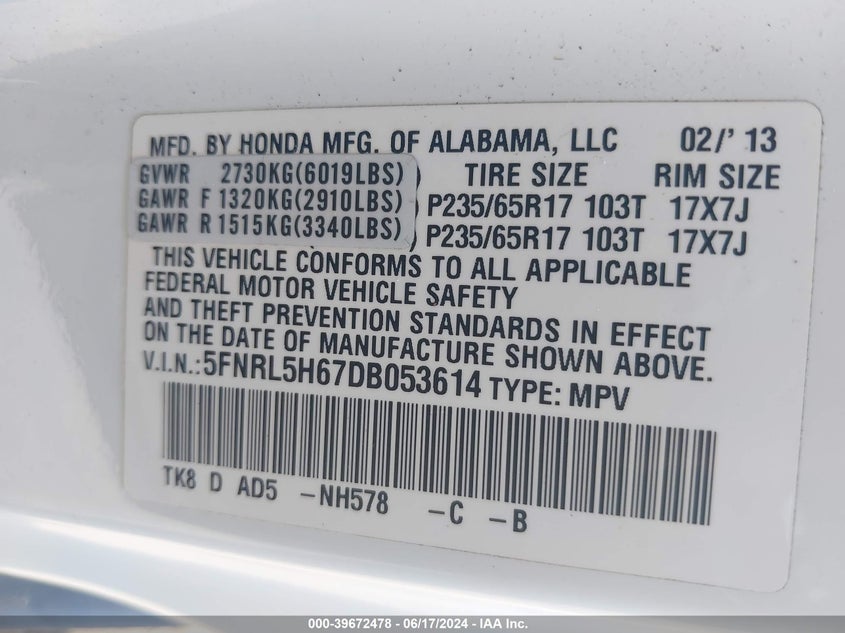 MFD. BY HONDA MFG. OF ALABAMA, LLC 02/' 13
GVWR 2730KG(6019LBS) TIRE SIZE RIM SIZE
GAWR F 1320KG(2910LBS) P235/65R17 103T 17X7J
GAWR R 1515KG(3340LBS) P235/65R17 103T 17X7J
THIS VEHICLE CONFORMS TO ALL APPLICABLE
FEDERAL MOTOR VEHICLE SAFETY
AND THEFT PREVENTION STANDARDS IN EFFECT
ON THE DATE OF MANUFACTURE SHOWN ABOVE.
V.I.N.:5FNRL5H67DB053614 TYPE: MPV
TK8 D AD5 -NH578 -C -B
000-39672478 - 06/17/2024 - IAA Inc.